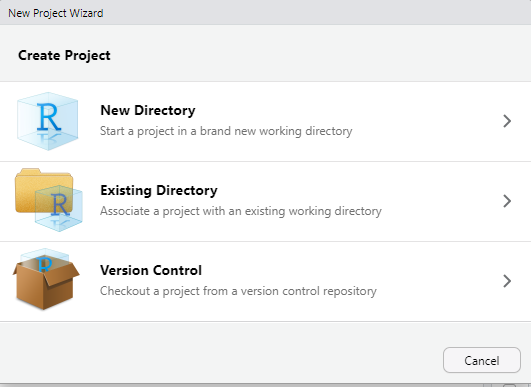 New Project Wizard
Create Project
New Directory
Start a project in a brand new working directory
Existing Directory
Associate a project with an existing working directory
Version Control
Checkout a project from a version control repository
Cancel